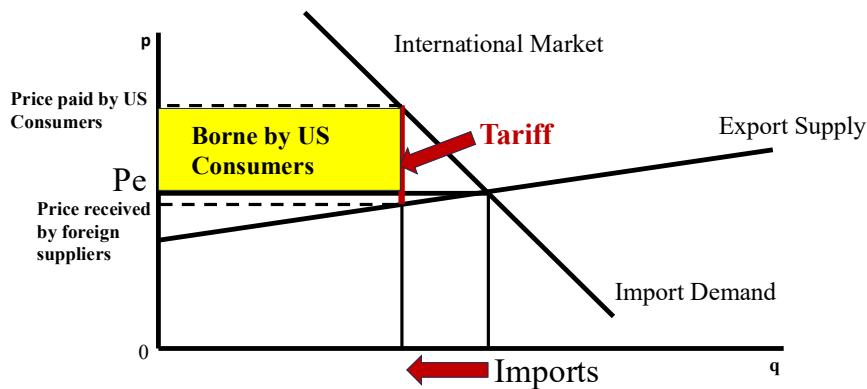 p
International Market
Price paid by US
Consumers
Borne by US
Consumers
Tariff
Export Supply
Pe
Price received
by foreign
suppliers
Import Demand
0
Imports
q